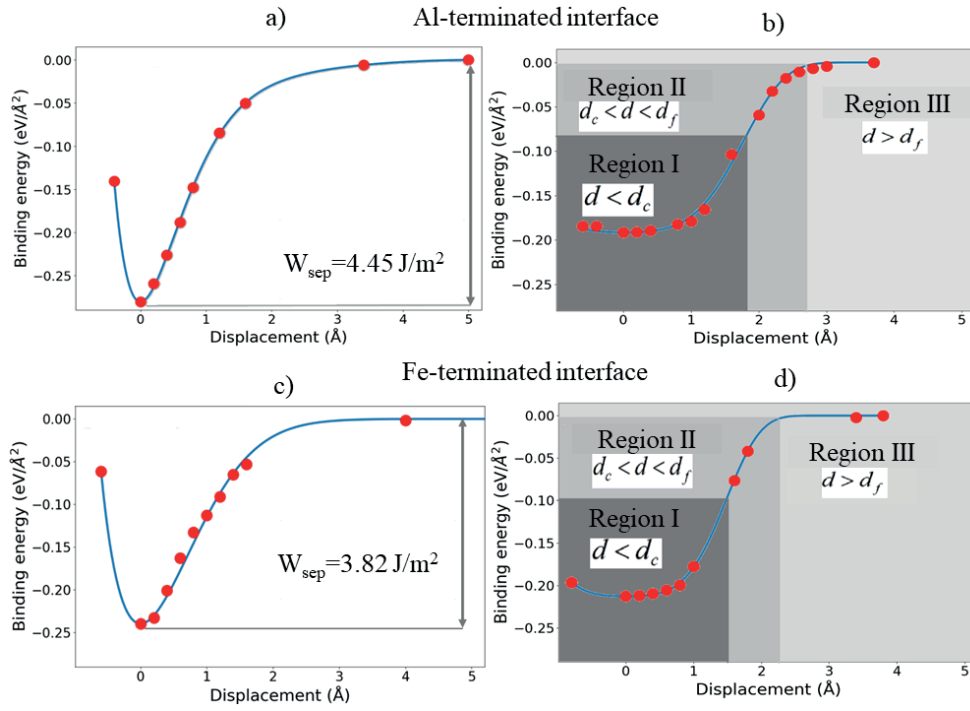 Al-terminated interface
a)
0.00
−0.05
−0.10
−0.15
−0.20
−0.25
Binding energy (eV/Å²)
W_sep=4.45 J/m²
0 1 2 3 4 5
Displacement (Å)
b)
0.00
−0.05
−0.10
−0.15
−0.20
−0.25
Binding energy (eV/Å²)
Region II
d_c < d < d_f
Region III
d > d_f
Region I
d < d_c
0 1 2 3 4 5
Displacement (Å)
Fe-terminated interface
c)
0.00
−0.05
−0.10
−0.15
−0.20
−0.25
Binding energy (eV/Å²)
W_sep=3.82 J/m²
0 1 2 3 4 5
Displacement (Å)
d)
0.00
−0.05
−0.10
−0.15
−0.20
−0.25
Binding energy (eV/Å²)
Region II
d_c < d < d_f
Region III
d > d_f
Region I
d < d_c
0 1 2 3 4 5
Displacement (Å)